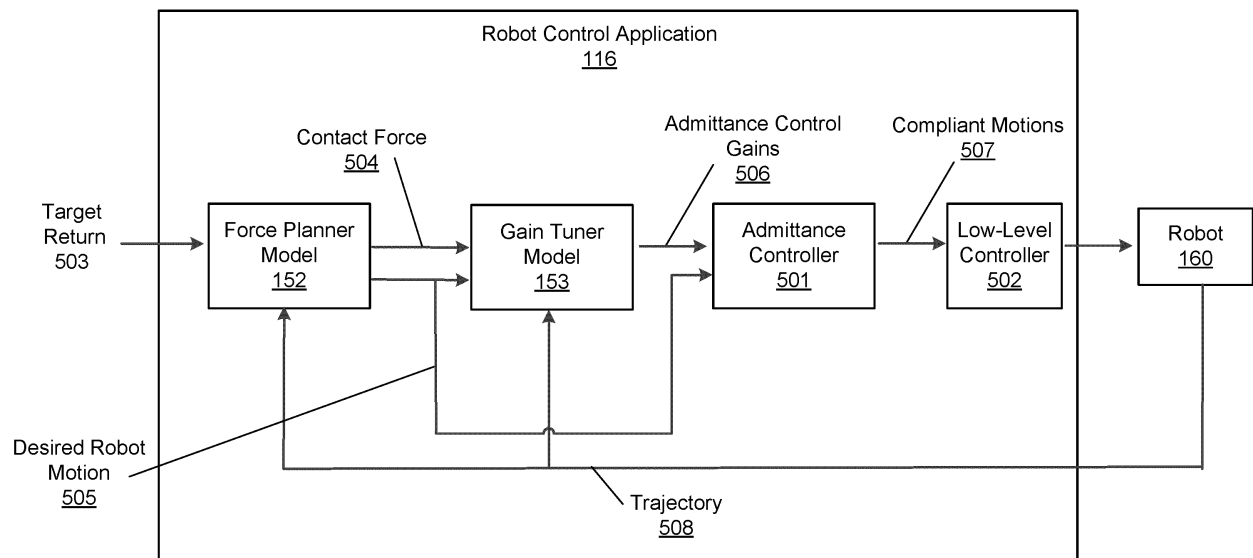 Robot Control Application
116
Contact Force
504
Admittance Control
Gains
506
Compliant Motions
507
Target
Return
503
Force Planner
Model
152
Gain Tuner
Model
153
Admittance
Controller
501
Low-Level
Controller
502
Robot
160
Desired Robot
Motion
505
Trajectory
508